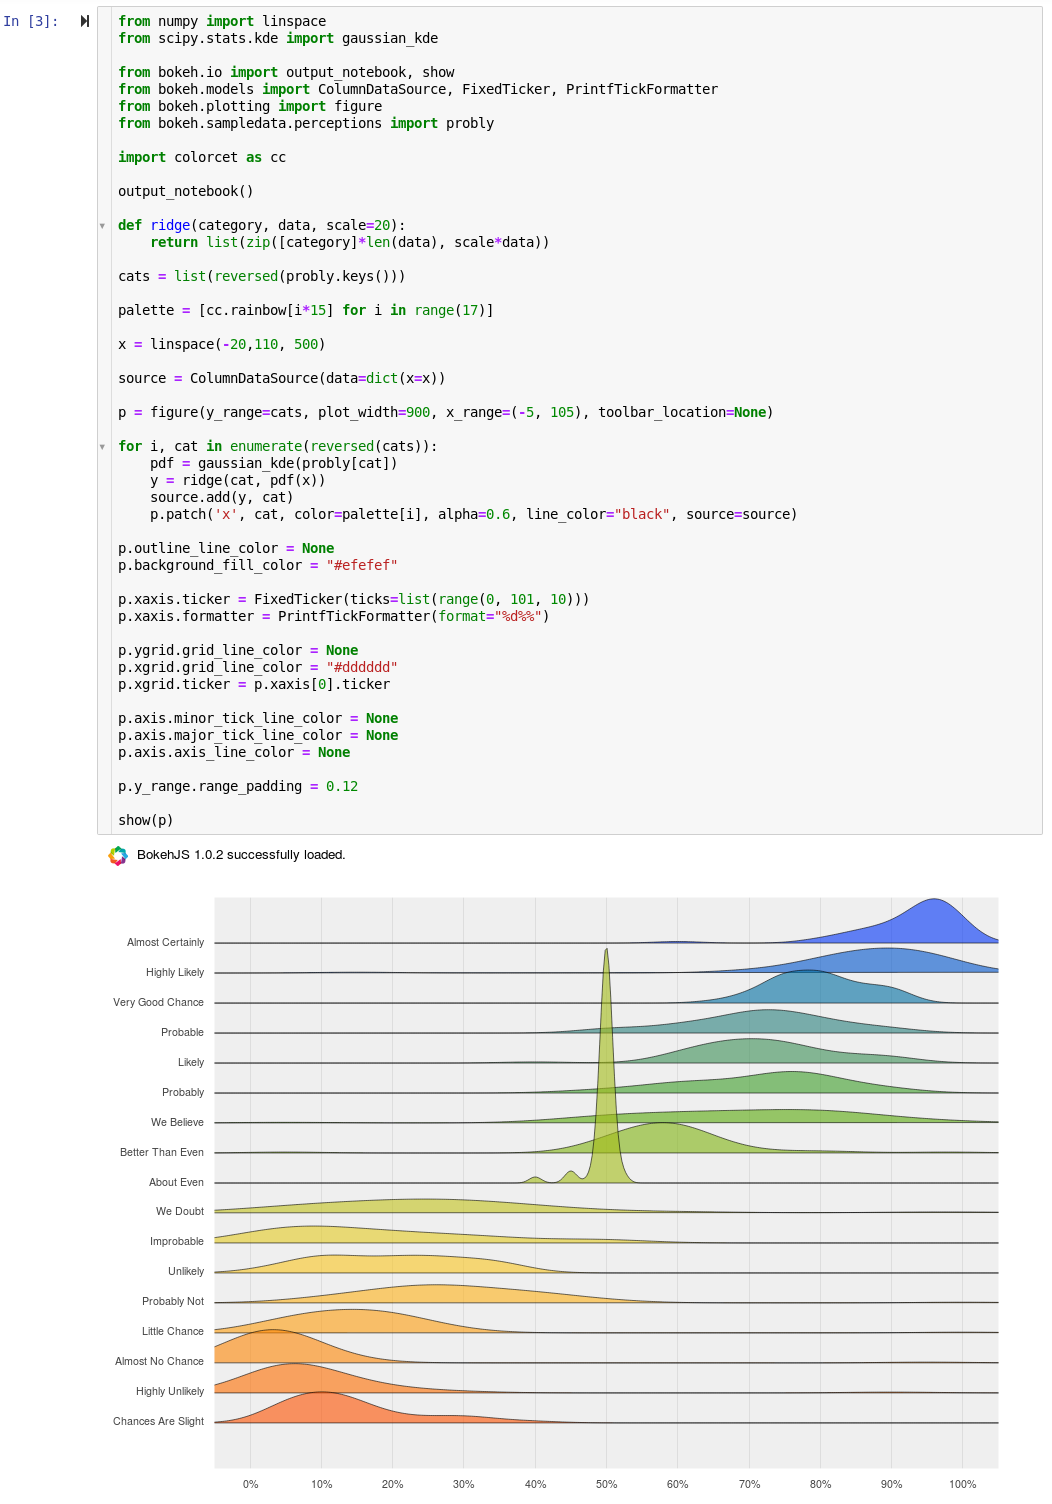 In [3]:
from numpy import linspace
from scipy.stats.kde import gaussian_kde
from bokeh.io import output_notebook, show
from bokeh.models import ColumnDataSource, FixedTicker, PrintfTickFormatter
from bokeh.plotting import figure
from bokeh.sampledata.perceptions import probly
import colorcet as cc
output_notebook()
def ridge(category, data, scale=20):
    return list(zip([category]*len(data), scale*data))
cats = list(reversed(probly.keys()))
palette = [cc.rainbow[i*15] for i in range(17)]
x = linspace(-20,110, 500)
source = ColumnDataSource(data=dict(x=x))
p = figure(y_range=cats, plot_width=900, x_range=(-5, 105), toolbar_location=None)
for i, cat in enumerate(reversed(cats)):
    pdf = gaussian_kde(probly[cat])
    y = ridge(cat, pdf(x))
    source.add(y, cat)
    p.patch('x', cat, color=palette[i], alpha=0.6, line_color="black", source=source)
p.outline_line_color = None
p.background_fill_color = "#efefef"
p.xaxis.ticker = FixedTicker(ticks=list(range(0, 101, 10)))
p.xaxis.formatter = PrintfTickFormatter(format="%d%%")
p.ygrid.grid_line_color = None
p.xgrid.grid_line_color = "#dddddd"
p.xgrid.ticker = p.xaxis[0].ticker
p.axis.minor_tick_line_color = None
p.axis.major_tick_line_color = None
p.axis.axis_line_color = None
p.y_range.range_padding = 0.12
show(p)
BokehJS 1.0.2 successfully loaded.
Almost Certainly
Highly Likely
Very Good Chance
Probable
Likely
Probably
We Believe
Better Than Even
About Even
We Doubt
Improbable
Unlikely
Probably Not
Little Chance
Almost No Chance
Highly Unlikely
Chances Are Slight
0% 10% 20% 30% 40% 50% 60% 70% 80% 90% 100%